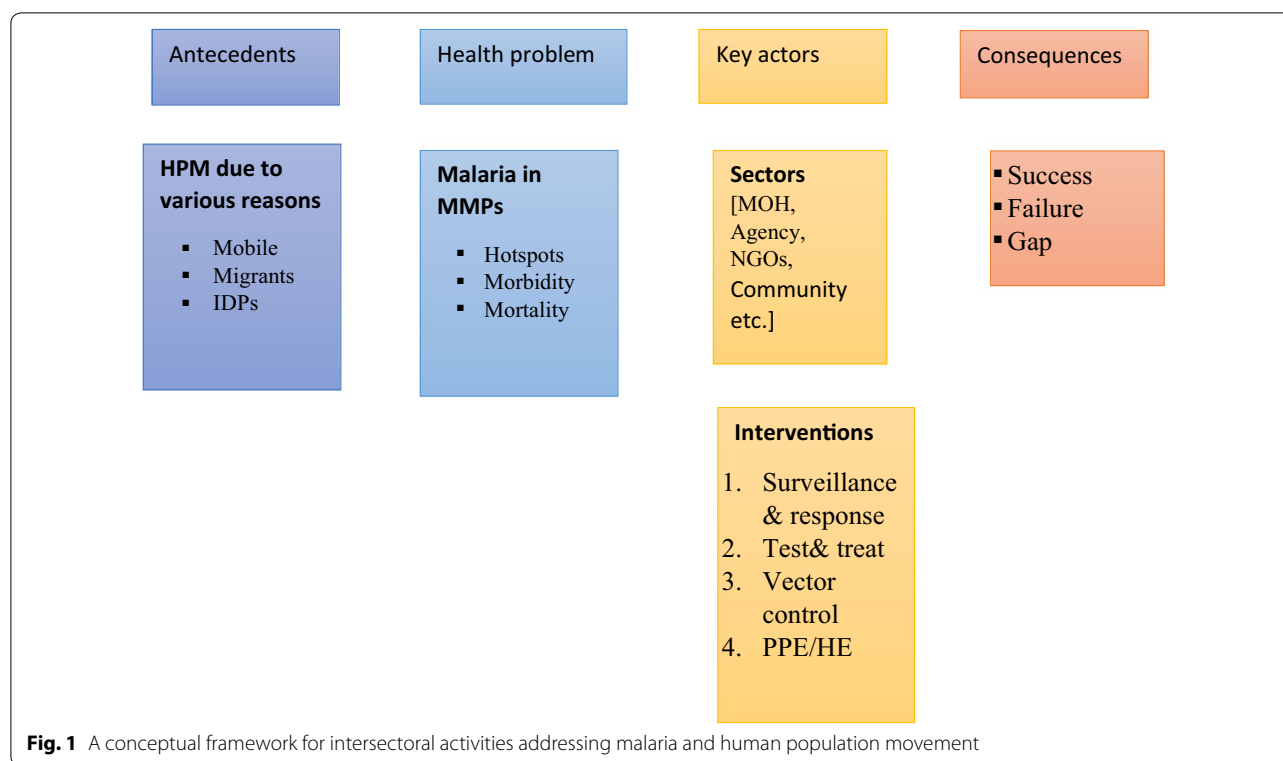 Antecedents
Health problem
Key actors
Consequences
HPM due to
various reasons
▪ Mobile
▪ Migrants
▪ IDPs
Malaria in
MMPs
▪ Hotspots
▪ Morbidity
▪ Mortality
Sectors
[MOH,
Agency,
NGOs,
Community
etc.]
▪ Success
▪ Failure
▪ Gap
Interventions
1. Surveillance
& response
2. Test& treat
3. Vector
control
4. PPE/HE
Fig. 1 A conceptual framework for intersectoral activities addressing malaria and human population movement